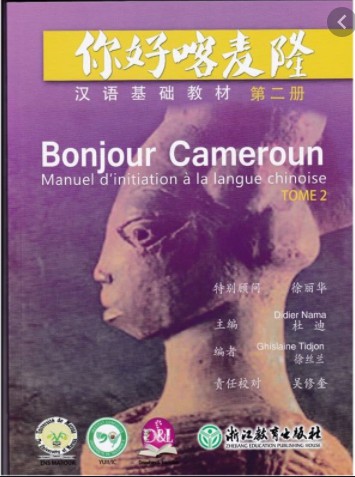 你好喀麦隆
汉语基础教材 第二册
Bonjour Cameroun
Manuel d'initiation à la langue chinoise
TOME 2
特别顾问 徐丽华
Didier Nama
主编 杜迪
Ghislaine Tidjon
编者 徐丝兰
责任校对 吴修奎
D&L
浙江教育出版社
ZHEJIANG EDUCATION PUBLISHING HOUSE
ENS MAROUA